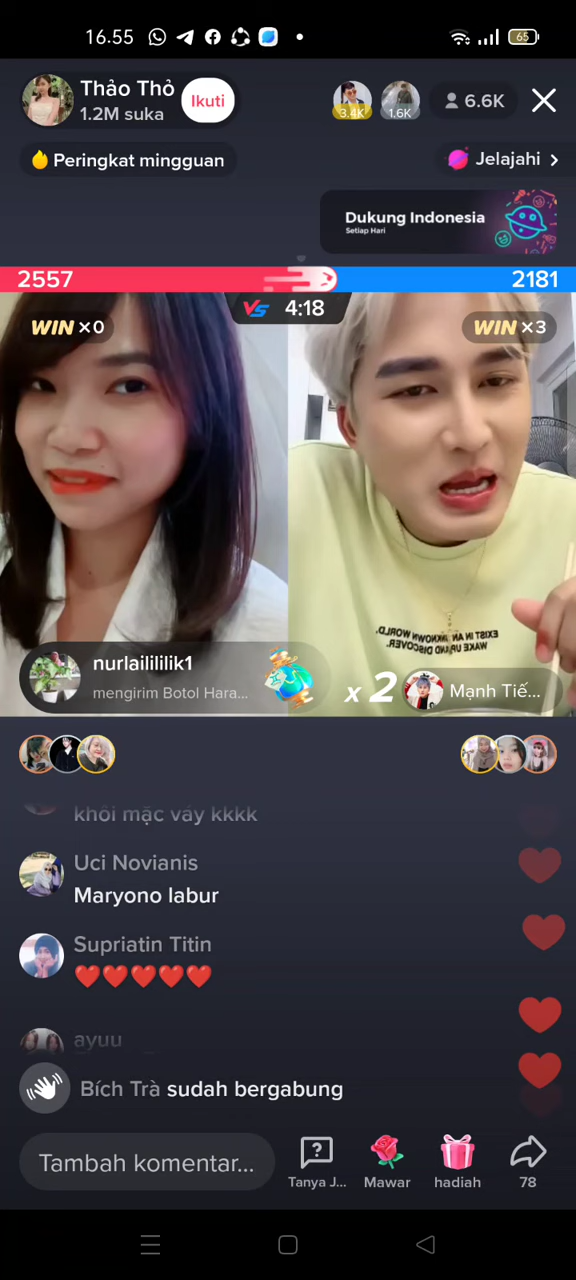 16.55
65
Thảo Thỏ
1.2M suka
Ikuti
3.4K
1.6K
6.6K
Peringkat mingguan
Jelajahi
Dukung Indonesia
Setiap Hari
2557
2181
VS 4:18
WIN ×0
WIN ×3
EXIST IN AN UNKNOWN WORLD,
WAKE UP AND DISCOVER.
nurlailililik1
mengirim Botol Hara...
x 2
Mạnh Tiế...
khôi mặc váy kkkk
Uci Novianis
Maryono labur
Supriatin Titin
❤️❤️❤️❤️❤️
ayuu
Bích Trà sudah bergabung
Tambah komentar...
Tanya J...
Mawar
hadiah
78